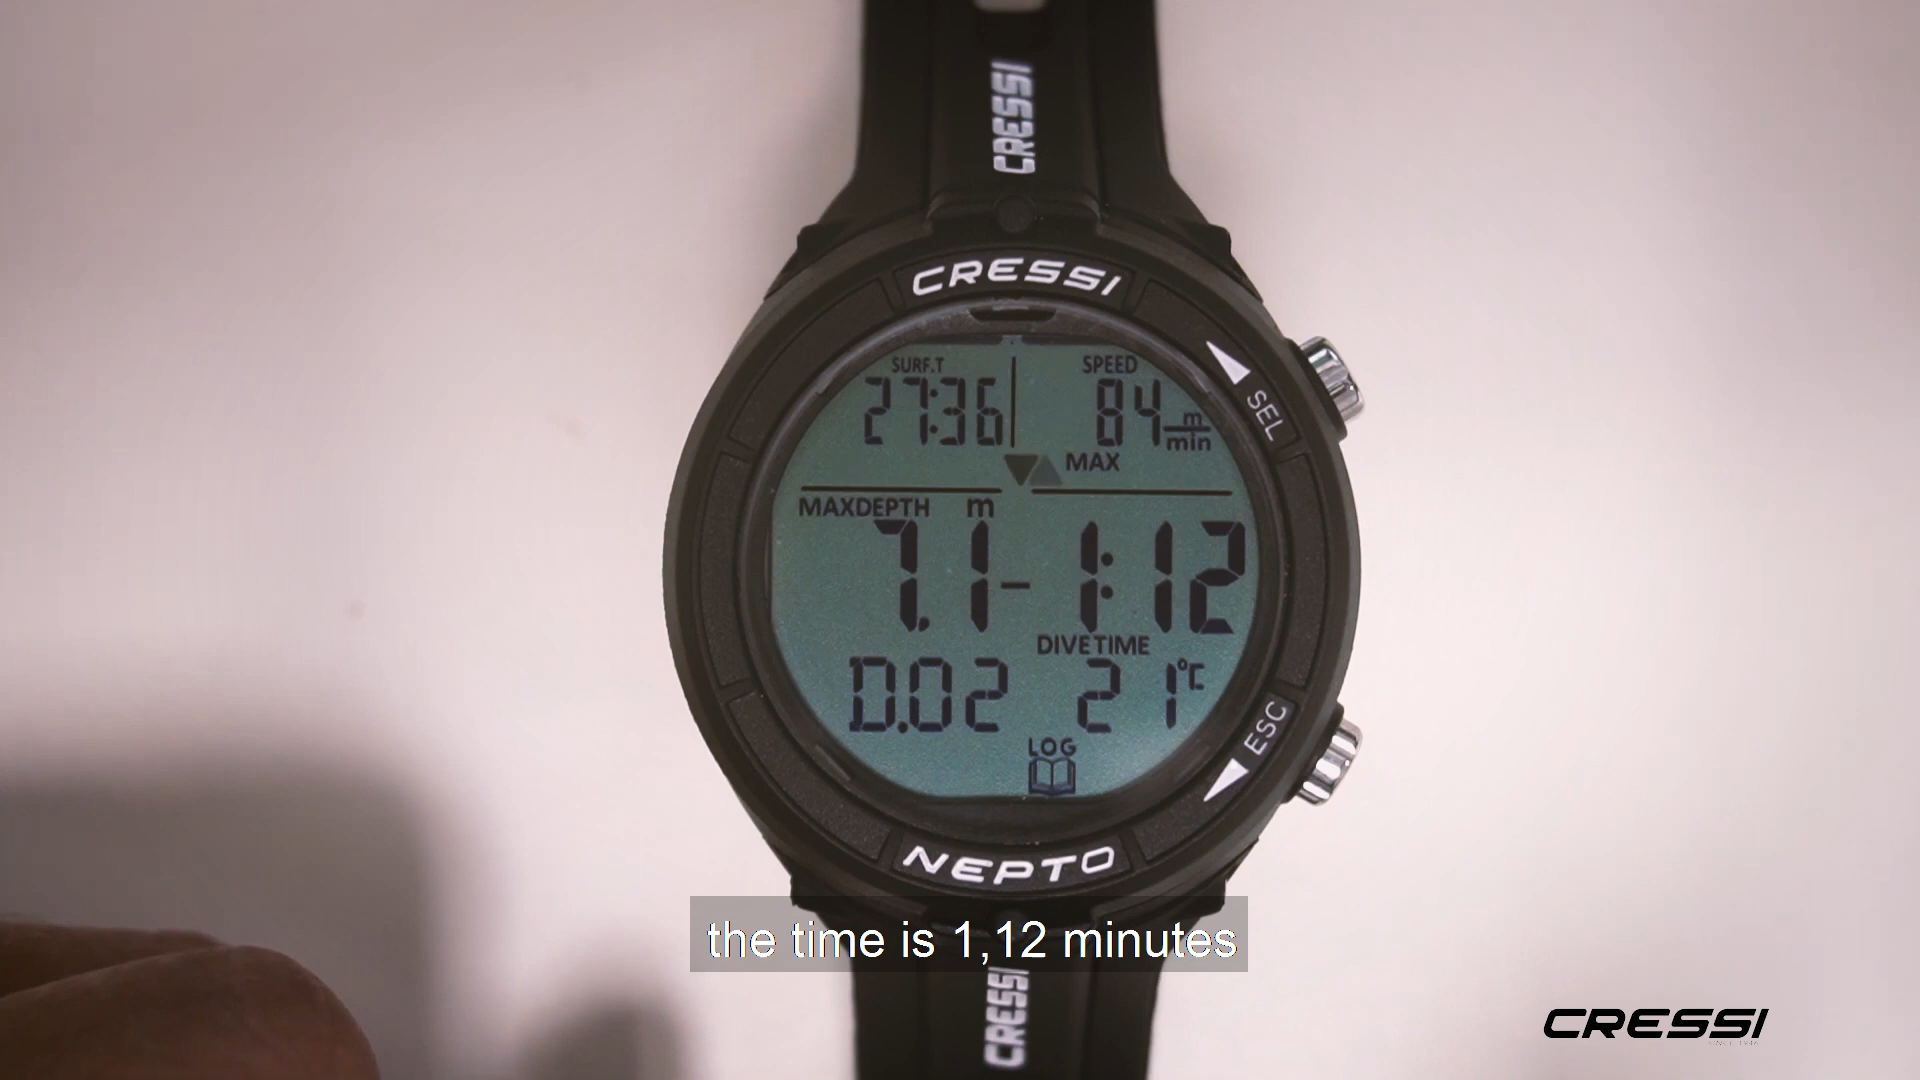 CRESSI
CRESSI
SEL
SURF.T SPEED
27:36 84 m/min
MAX
MAXDEPTH m
7.1- 1:12
DIVETIME
D.02 21°C
LOG
ESC
NEPTO
the time is 1,12 minutes
CRESSI
CRESSI